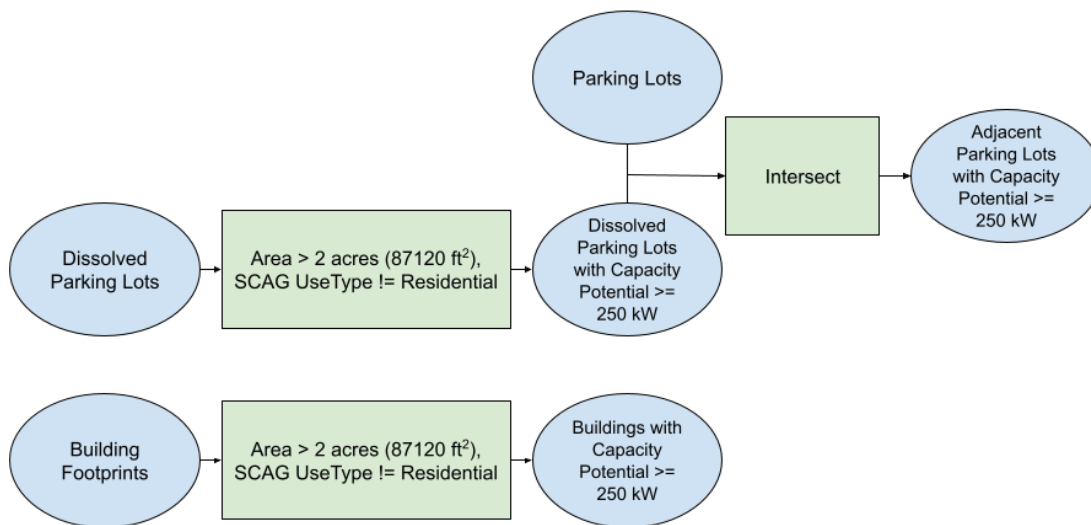 Parking Lots
Intersect
Adjacent
Parking Lots
with Capacity
Potential >=
250 kW
Dissolved
Parking Lots
Area > 2 acres (87120 ft²),
SCAG UseType != Residential
Dissolved
Parking Lots
with Capacity
Potential >=
250 kW
Building
Footprints
Area > 2 acres (87120 ft²),
SCAG UseType != Residential
Buildings with
Capacity
Potential >=
250 kW